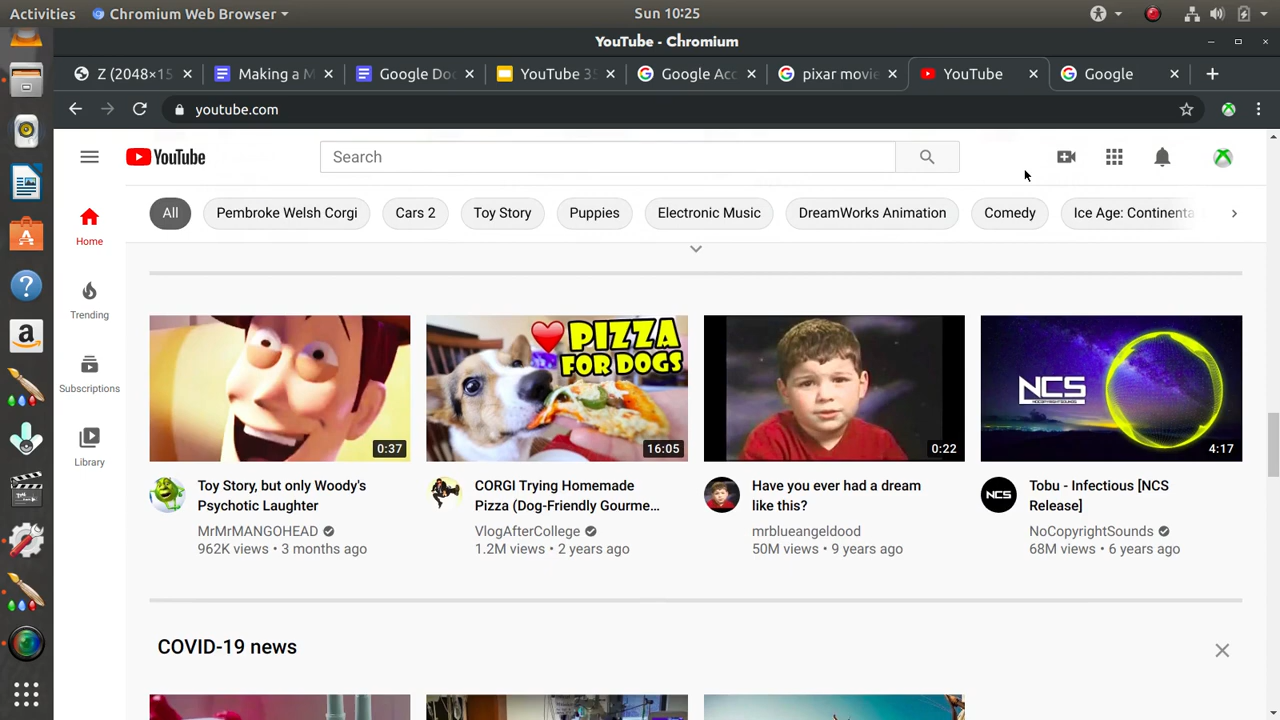 Activities
Chromium Web Browser
Sun 10:25
YouTube - Chromium
Z (2048×15
Making a M
Google Doc
YouTube 3
Google Acc
pixar movie
YouTube
Google
youtube.com
YouTube
Search
All
Pembroke Welsh Corgi
Cars 2
Toy Story
Puppies
Electronic Music
DreamWorks Animation
Comedy
Ice Age: Continenta
Home
Trending
Subscriptions
Library
0:37
PIZZA
FOR DOGS
16:05
0:22
NCS
NOCOPYRIGHTSOUNDS
4:17
Toy Story, but only Woody's
Psychotic Laughter
MrMrMANGOHEAD
962K views • 3 months ago
CORGI Trying Homemade
Pizza (Dog-Friendly Gourme...
VlogAfterCollege
1.2M views • 2 years ago
Have you ever had a dream
like this?
mrblueangeldood
50M views • 9 years ago
NCS
Tobu - Infectious [NCS
Release]
NoCopyrightSounds
68M views • 6 years ago
COVID-19 news